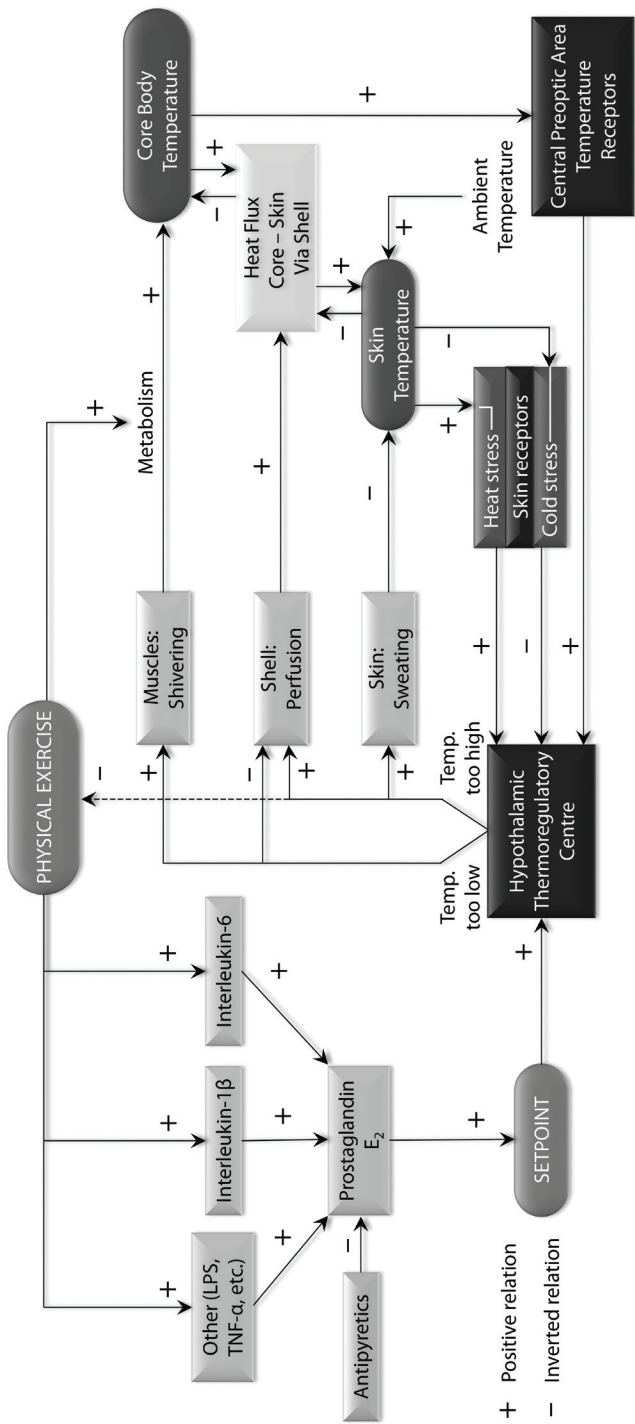 PHYSICAL EXERCISE
+
+
+
+
−
Other (LPS,
TNF-α, etc.)
Interleukin-1β
Interleukin-6
+
+
+
Antipyretics
−
Prostaglandin
E2
+
SETPOINT
+
+ Positive relation
− Inverted relation
Hypothalamic
Thermoregulatory
Centre
Temp.
too low
Temp.
too high
+
−
+
+
Muscles:
Shivering
Shell:
Perfusion
Skin:
Sweating
Metabolism
+
+
−
Core Body
Temperature
−
+
Heat Flux
Core – Skin
Via Shell
−
+
Skin
Temperature
+
Ambient
Temperature
+
−
Heat stress
Skin receptors
Cold stress
+
−
+
+
Central Preoptic Area
Temperature
Receptors